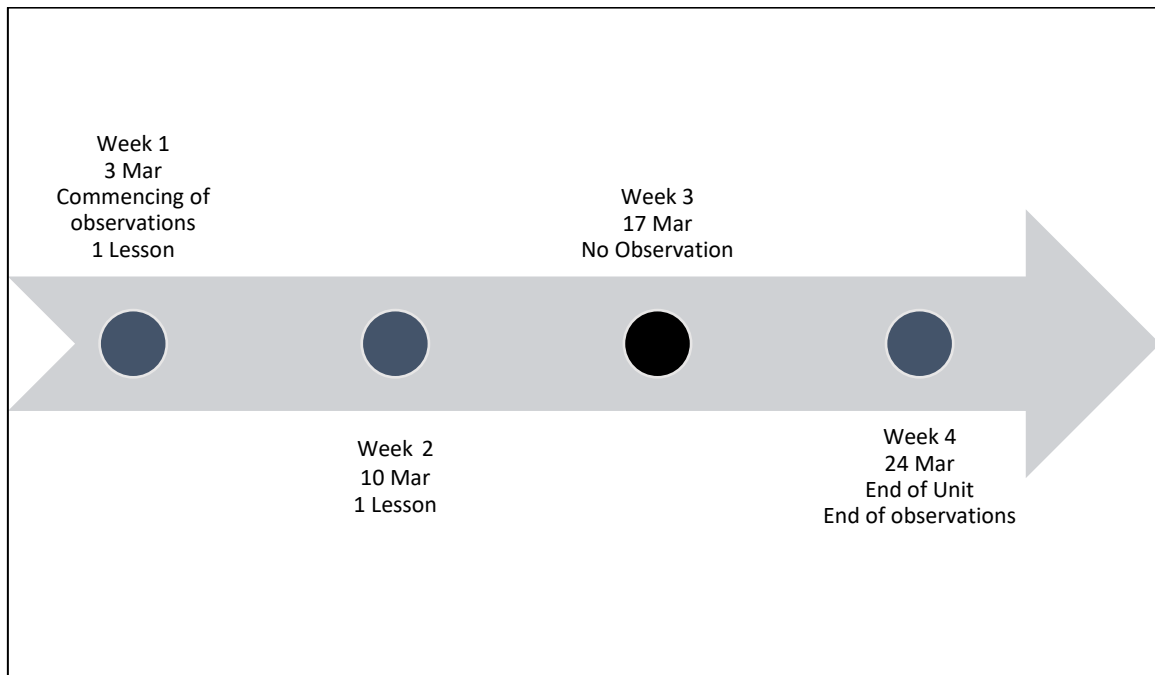 Week 1
3 Mar
Commencing of
observations
1 Lesson
Week 2
10 Mar
1 Lesson
Week 3
17 Mar
No Observation
Week 4
24 Mar
End of Unit
End of observations